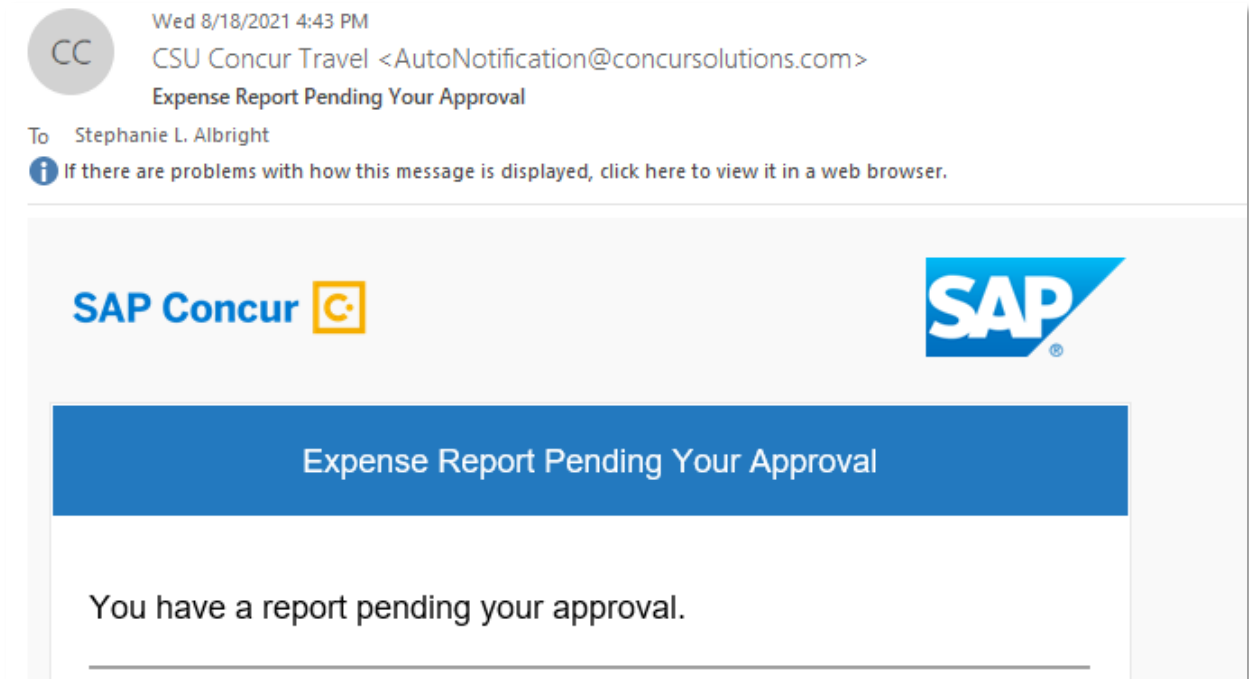 Wed 8/18/2021 4:43 PM
CC
CSU Concur Travel <AutoNotification@concursolutions.com>
Expense Report Pending Your Approval
To Stephanie L. Albright
i If there are problems with how this message is displayed, click here to view it in a web browser.
SAP Concur C.
SAP ®
Expense Report Pending Your Approval
You have a report pending your approval.